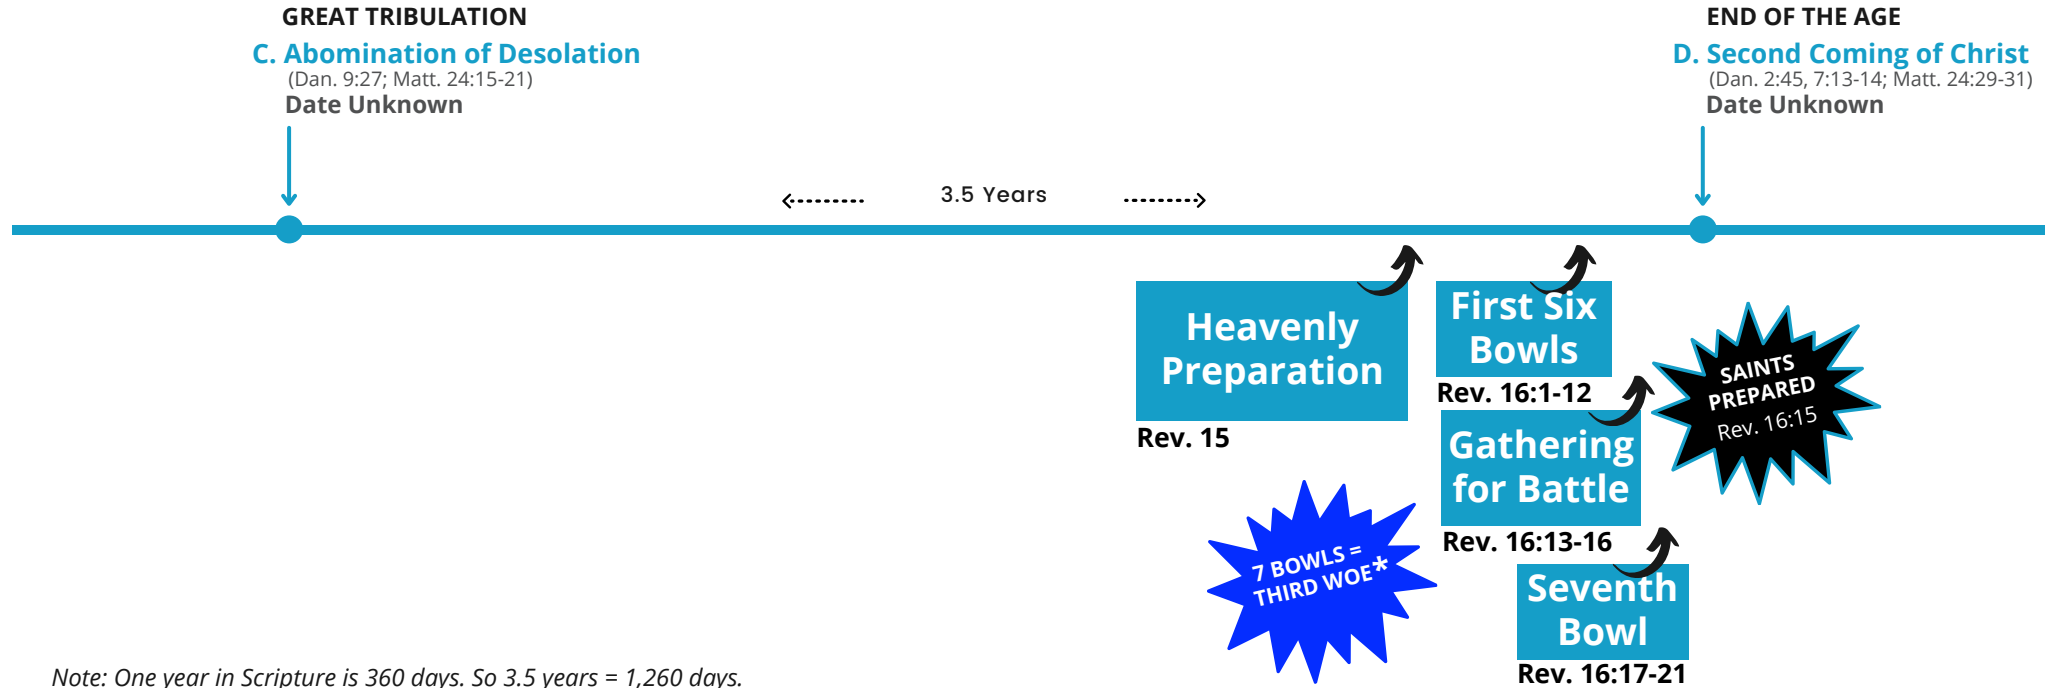 GREAT TRIBULATION
C. Abomination of Desolation
(Dan. 9:27; Matt. 24:15-21)
Date Unknown
END OF THE AGE
D. Second Coming of Christ
(Dan. 2:45, 7:13-14; Matt. 24:29-31)
Date Unknown
3.5 Years
Heavenly
Preparation
Rev. 15
First Six
Bowls
Rev. 16:1-12
SAINTS
PREPARED
Rev. 16:15
Gathering
for Battle
Rev. 16:13-16
7 BOWLS =
THIRD WOE*
Seventh
Bowl
Rev. 16:17-21
Note: One year in Scripture is 360 days. So 3.5 years = 1,260 days.